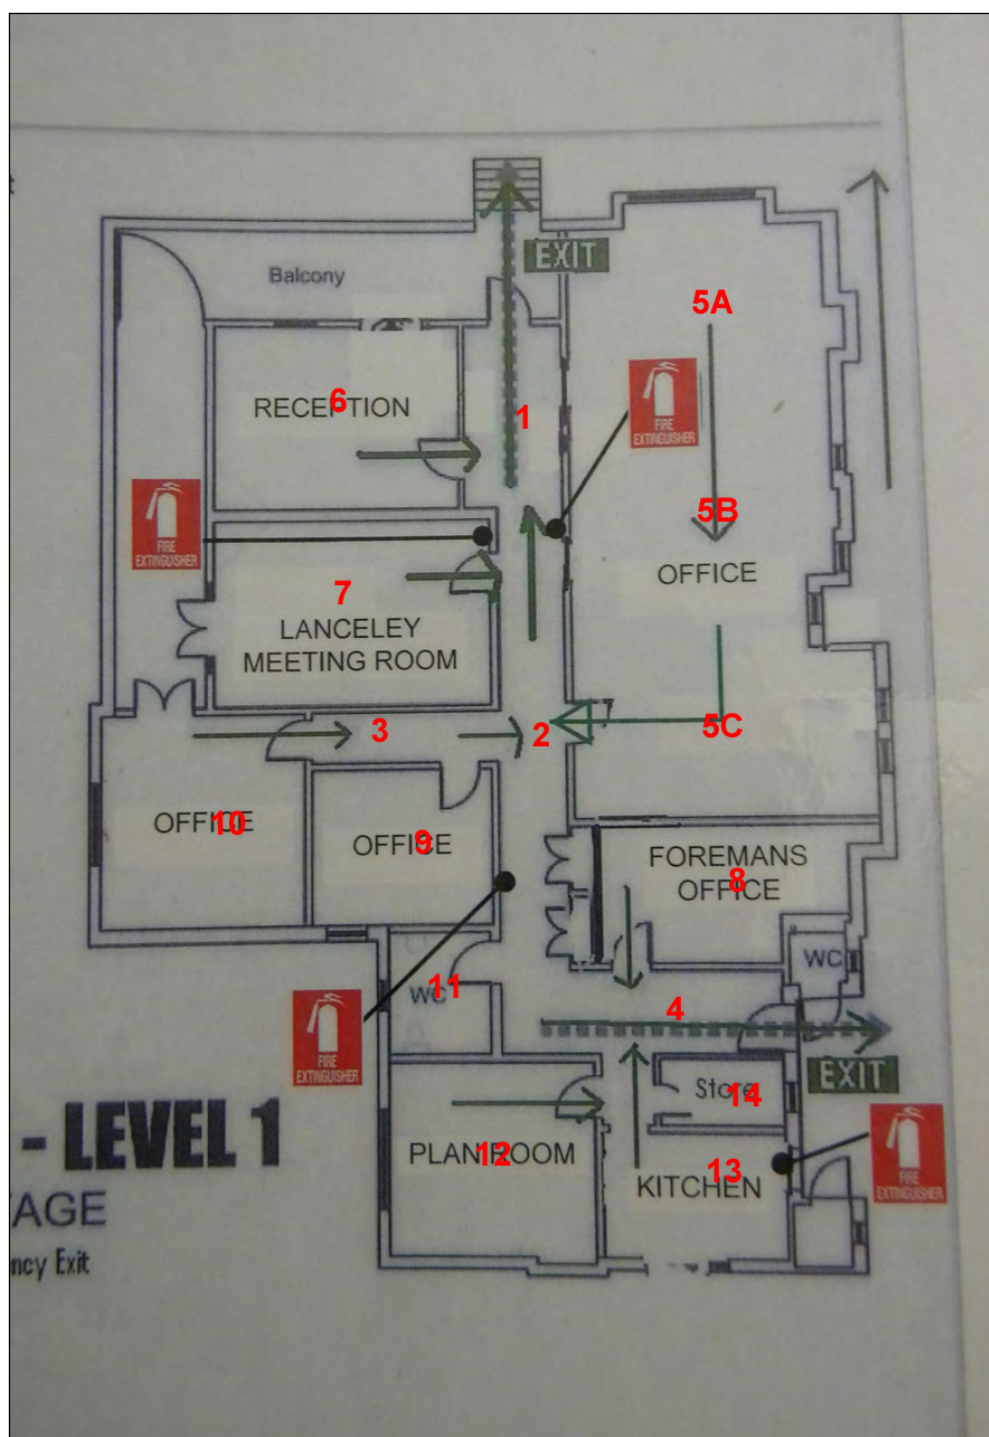 EXIT
Balcony
5A
6
RECEPTION
1
FIRE
EXTINGUISHER
5B
FIRE
EXTINGUISHER
OFFICE
7
LANCELEY
MEETING ROOM
3
2
5C
10
OFFICE
9
OFFICE
FOREMANS
OFFICE
8
WC
11
WC
4
FIRE
EXTINGUISHER
EXIT
Store
14
- LEVEL 1
PLAN ROOM
12
13
KITCHEN
FIRE
EXTINGUISHER
AGE
ncy Exit